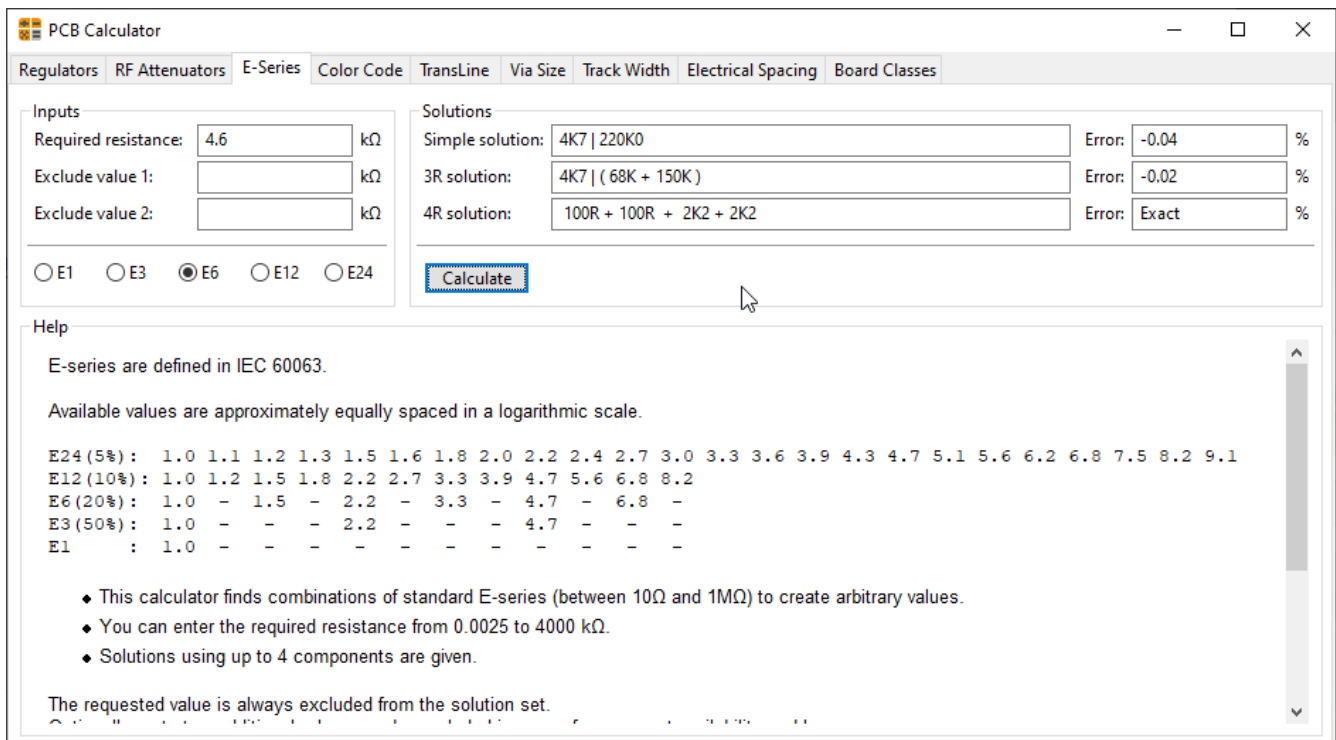 PCB Calculator
Regulators RF Attenuators E-Series Color Code TransLine Via Size Track Width Electrical Spacing Board Classes
Inputs
Required resistance: 4.6 kΩ
Exclude value 1: kΩ
Exclude value 2: kΩ
E1 E3 E6 E12 E24
Solutions
Simple solution: 4K7 | 220K0 Error: -0.04 %
3R solution: 4K7 | ( 68K + 150K ) Error: -0.02 %
4R solution: 100R + 100R + 2K2 + 2K2 Error: Exact %
Calculate
Help
E-series are defined in IEC 60063.
Available values are approximately equally spaced in a logarithmic scale.
E24(5%): 1.0 1.1 1.2 1.3 1.5 1.6 1.8 2.0 2.2 2.4 2.7 3.0 3.3 3.6 3.9 4.3 4.7 5.1 5.6 6.2 6.8 7.5 8.2 9.1
E12(10%): 1.0 1.2 1.5 1.8 2.2 2.7 3.3 3.9 4.7 5.6 6.8 8.2
E6(20%): 1.0 - 1.5 - 2.2 - 3.3 - 4.7 - 6.8 -
E3(50%): 1.0 - - - 2.2 - - - 4.7 - - -
E1 : 1.0 - - - - - - - - - - -
◆ This calculator finds combinations of standard E-series (between 10Ω and 1MΩ) to create arbitrary values.
◆ You can enter the required resistance from 0.0025 to 4000 kΩ.
◆ Solutions using up to 4 components are given.
The requested value is always excluded from the solution set.